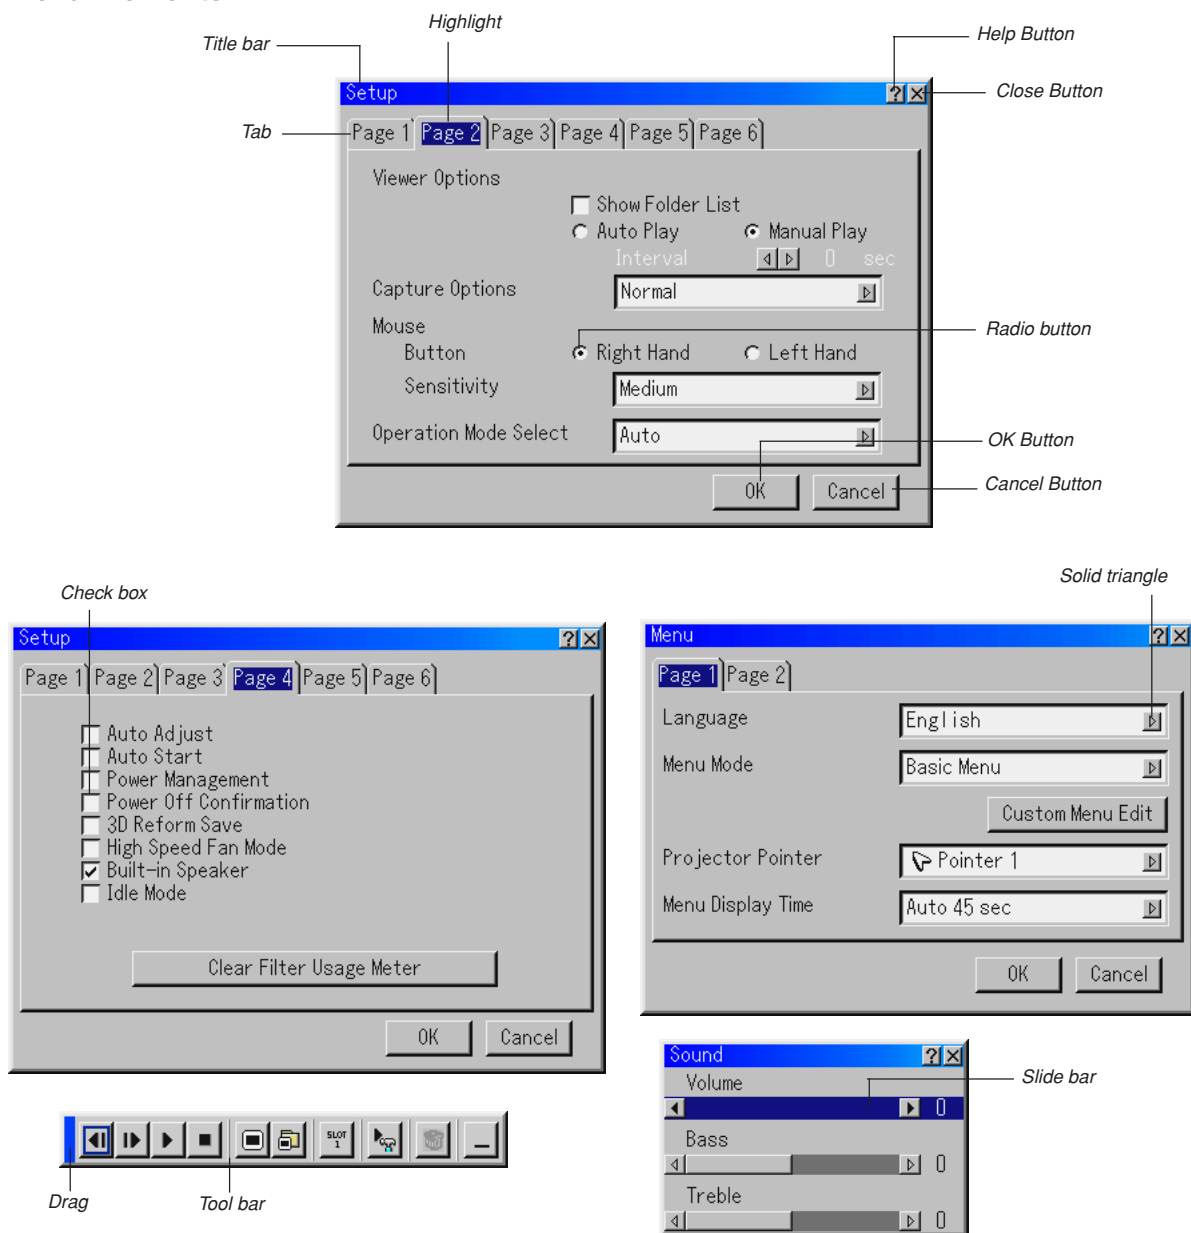 Highlight
Title bar
Help Button
Setup
?
Close Button
Tab
Page 1 Page 2 Page 3 Page 4 Page 5 Page 6
Viewer Options
Show Folder List
Auto Play Manual Play
Interval 0 sec
Capture Options Normal
Mouse
Radio button
Button Right Hand Left Hand
Sensitivity Medium
Operation Mode Select Auto
OK Button
OK Cancel
Cancel Button
Check box
Solid triangle
Setup ?
Page 1 Page 2 Page 3 Page 4 Page 5 Page 6
Auto Adjust
Auto Start
Power Management
Power Off Confirmation
3D Reform Save
High Speed Fan Mode
Built-in Speaker
Idle Mode
Clear Filter Usage Meter
OK Cancel
Menu ?
Page 1 Page 2
Language English
Menu Mode Basic Menu
Custom Menu Edit
Projector Pointer Pointer 1
Menu Display Time Auto 45 sec
OK Cancel
Sound ?
Volume
Slide bar
0
Bass
0
Treble
0
SLOT
1
Drag
Tool bar